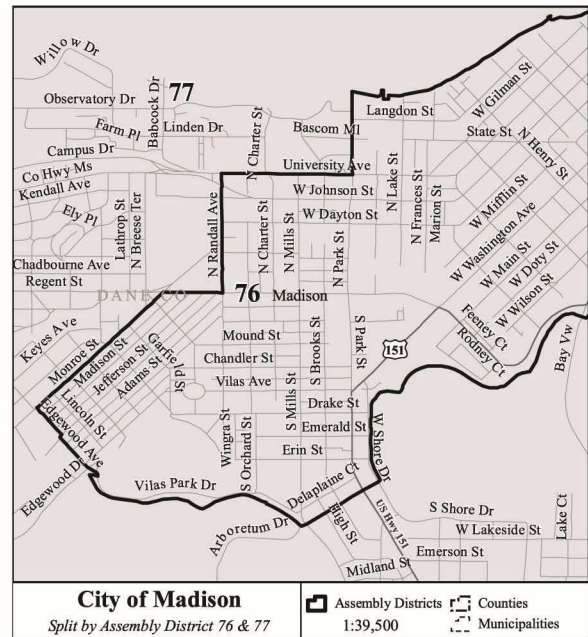 Willow Dr
Observatory Dr
Babcock Dr
77
Farm Pl
Linden Dr
Campus Dr
Co Hwy Ms
Kendall Ave
N Charter St
Bascom Ml
Langdon St
W Gilman St
State St
N Henry St
University Ave
W Johnson St
W Dayton St
N Lake St
N Frances St
Marion St
W Mifflin St
W Washington Ave
W Main St
W Doty St
W Wilson St
Ely Pl
Lathrop St
N Breese Ter
N Randall Ave
N Charter St
N Mills St
N Park St
Chadbourne Ave
Regent St
DANE CO
76
Madison
Feeney Ct
Rodney Ct
Bay Vw
Keyes Ave
Monroe St
Madison St
Jefferson St
Adams St
Garfield St
Mound St
Chandler St
Vilas Ave
S Brooks St
S Park St
151
Lincoln St
Edgewood Ave
Edgewood Dr
Wingra St
S Orchard St
S Mills St
Drake St
Emerald St
Erin St
W Shore Dr
Vilas Park Dr
Delaplaine Ct
Arboretum Dr
High St
US Hwy 151
S Shore Dr
W Lakeside St
Lake Ct
Emerson St
Midland St
City of Madison
Split by Assembly District 76 & 77
Assembly Districts
Counties
1:39,500
Municipalities